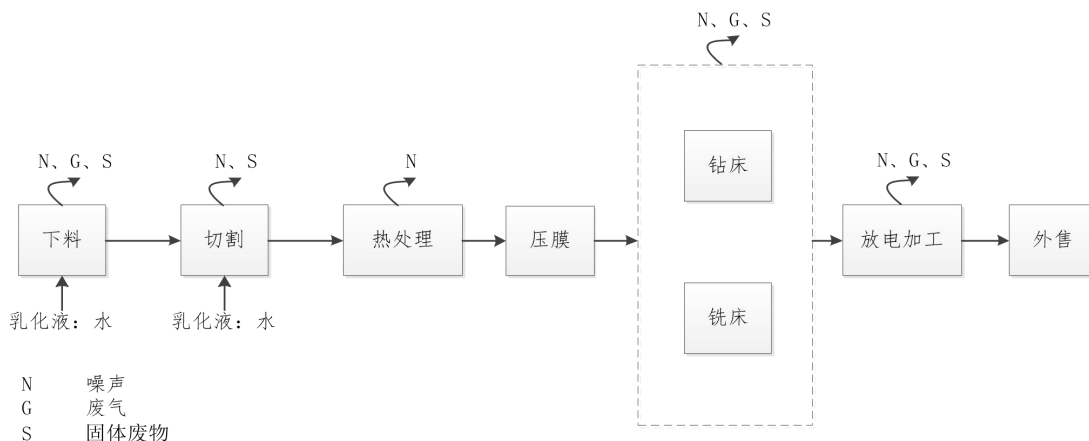 N、G、S
N、G、S
N、S
N
N、G、S
钻床
下料
切割
热处理
压膜
放电加工
外售
铣床
乳化液：水
乳化液：水
N 噪声
G 废气
S 固体废物